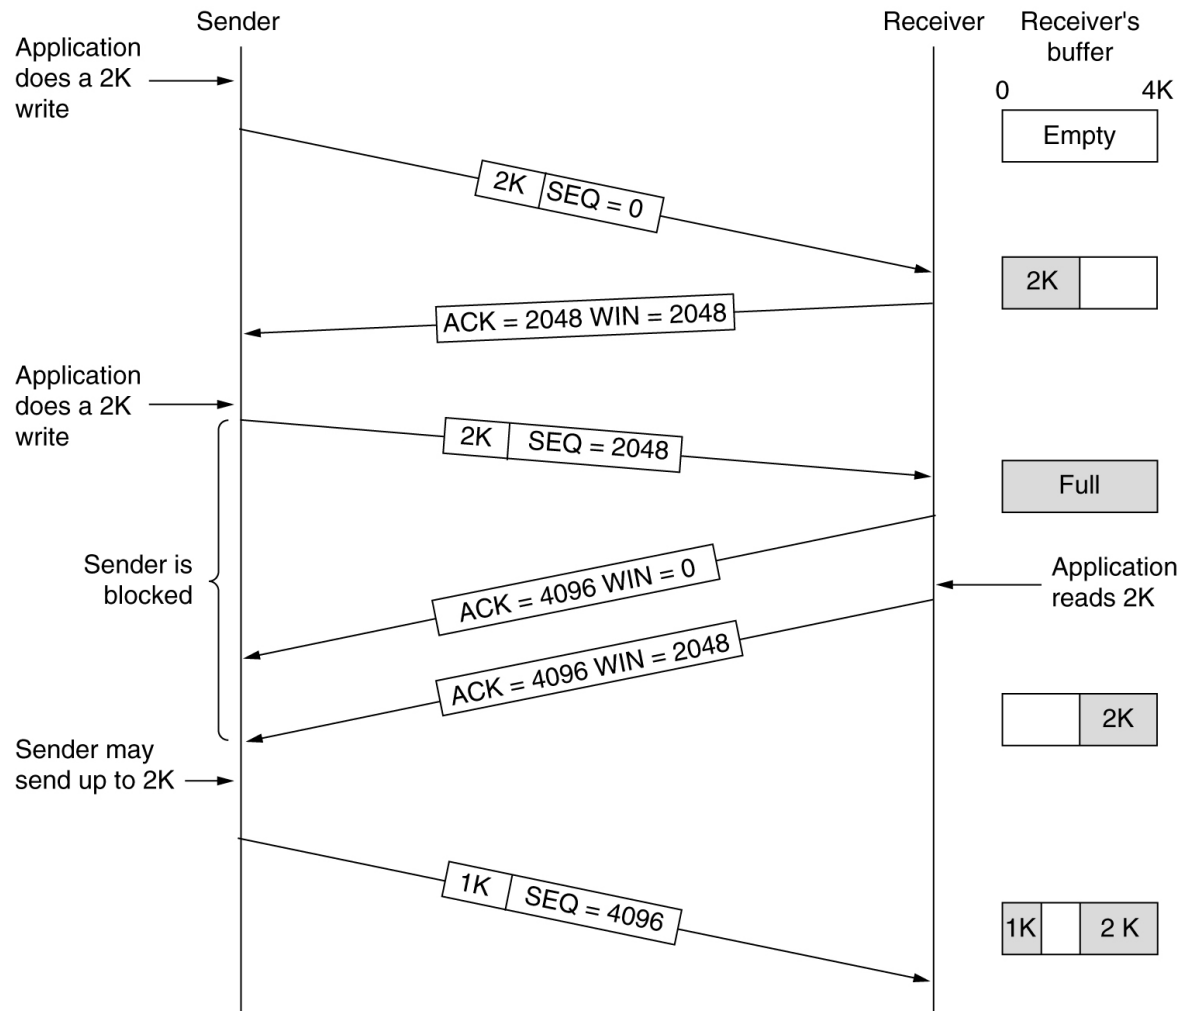 Sender
Receiver
Receiver's
buffer
Application
does a 2K
write
0
4K
Empty
2K
SEQ = 0
2K
ACK = 2048 WIN = 2048
Application
does a 2K
write
2K
SEQ = 2048
Full
Sender is
blocked
ACK = 4096 WIN = 0
Application
reads 2K
ACK = 4096 WIN = 2048
2K
Sender may
send up to 2K
1K
SEQ = 4096
1K
2 K